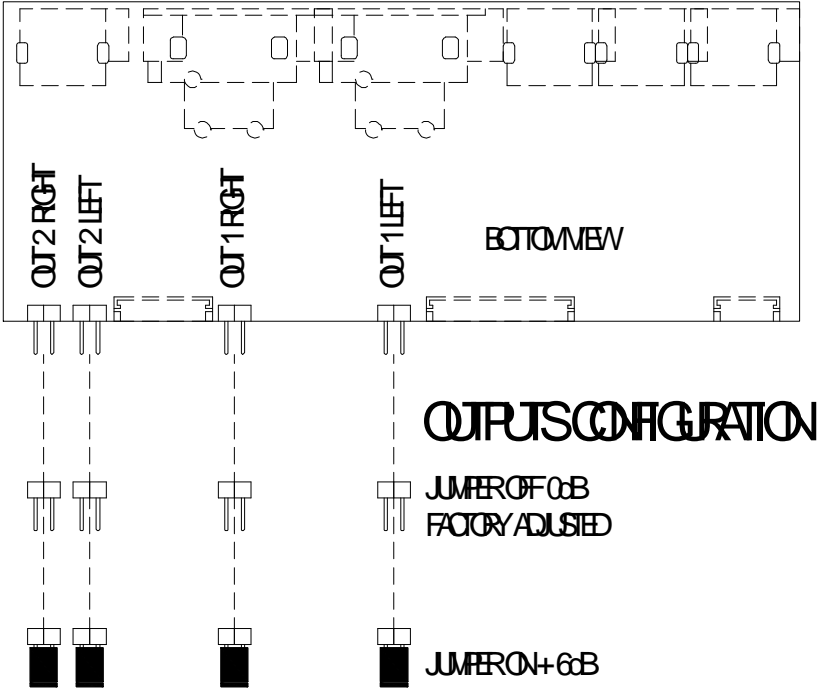 OUT 2 RIGHT
OUT 2 LEFT
OUT 1 RIGHT
OUT 1 LEFT
BOTTOM VIEW
OUTPUTS CONFIGURATION
JUMPER OFF 0dB
FACTORY ADJUSTED
JUMPER ON + 6dB